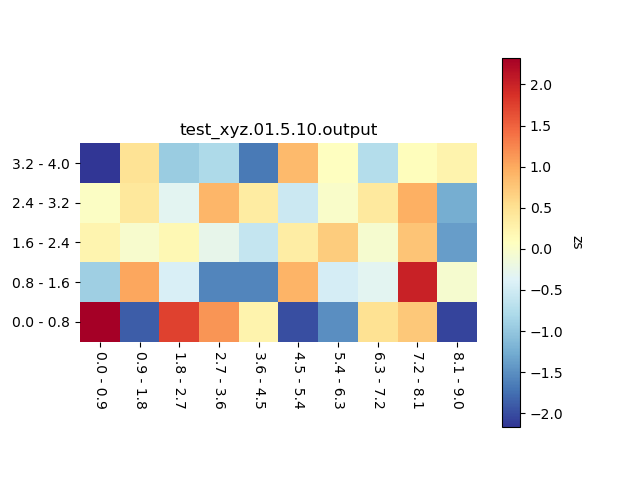 test_xyz.01.5.10.output
3.2 - 4.0
2.4 - 3.2
1.6 - 2.4
0.8 - 1.6
0.0 - 0.8
0.0 - 0.9
0.9 - 1.8
1.8 - 2.7
2.7 - 3.6
3.6 - 4.5
4.5 - 5.4
5.4 - 6.3
6.3 - 7.2
7.2 - 8.1
8.1 - 9.0
2.0
1.5
1.0
0.5
0.0
−0.5
−1.0
−1.5
−2.0
zs